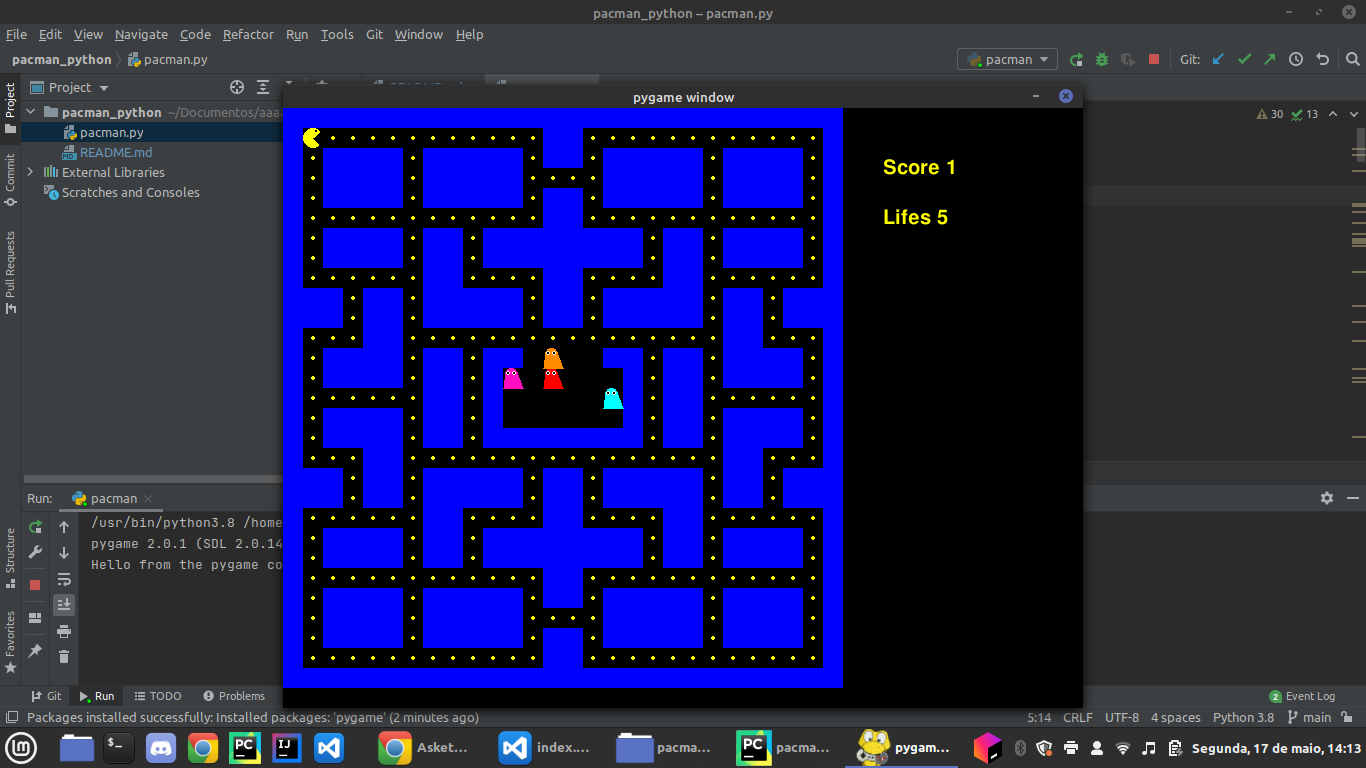 pacman_python – pacman.py
File Edit View Navigate Code Refactor Run Tools Git Window Help
pacman_python pacman.py
pacman
Git:
Project
pygame window
30 13
pacman_python ~/Documentos/aaa
pacman.py
README.md
External Libraries
Scratches and Consoles
Project
Commit
Pull Requests
Structure
Favorites
Score 1
Lifes 5
Run: pacman
/usr/bin/python3.8 /home
pygame 2.0.1 (SDL 2.0.14
Hello from the pygame co
Git Run TODO Problems
2 Event Log
Packages installed successfully: Installed packages: 'pygame' (2 minutes ago)
5:14 CRLF UTF-8 4 spaces Python 3.8 main
Asket... index.... pacma... pacma... pygam...
Segunda, 17 de maio, 14:13